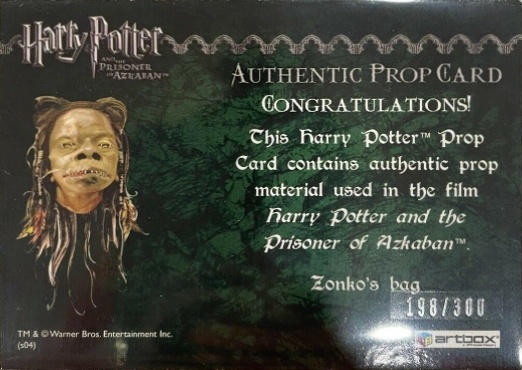 Harry Potter
AND THE
PRISONER
OF AZKABAN™
AUTHENTIC PROP CARD
CONGRATULATIONS!
This Harry Potter™ Prop
Card contains authentic prop
material used in the film
Harry Potter and the
Prisoner of Azkaban™.
Zonko's bag
198/300
TM & © Warner Bros. Entertainment Inc.
(s04)
artbox